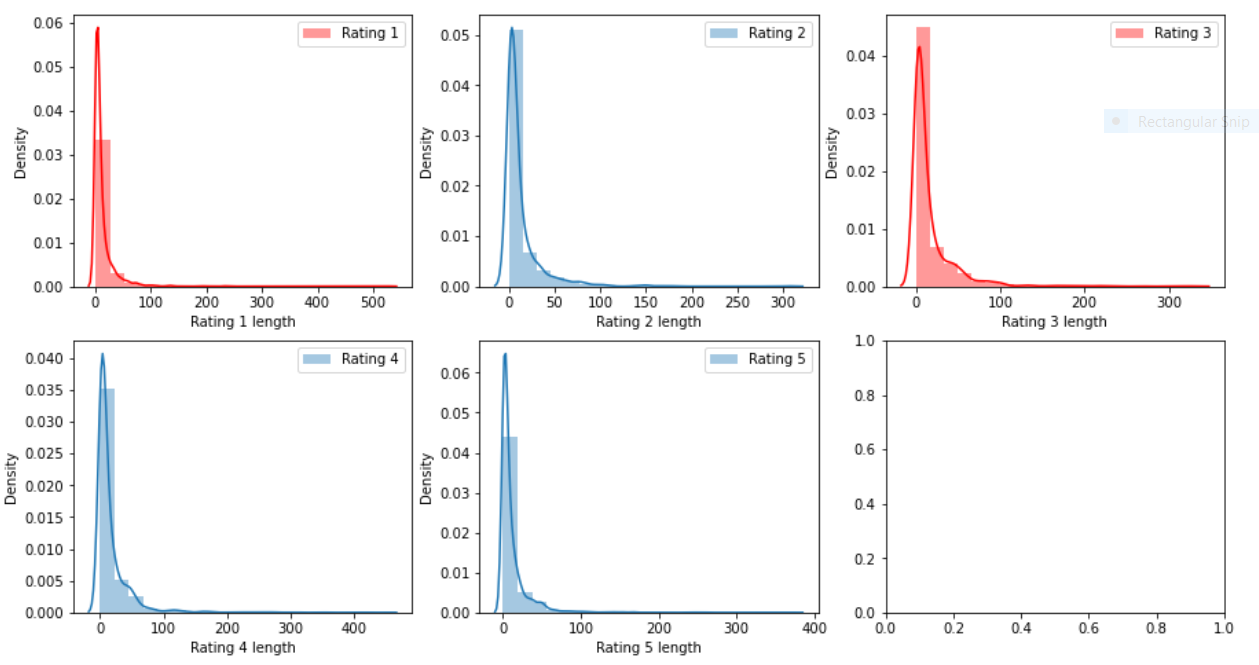 0.06
0.05
0.04
0.03
0.02
0.01
0.00
Density
Rating 1
0 100 200 300 400 500
Rating 1 length
0.05
0.04
0.03
0.02
0.01
0.00
Density
Rating 2
0 50 100 150 200 250 300
Rating 2 length
0.04
0.03
0.02
0.01
0.00
Density
Rating 3
Rectangular Snip
0 100 200 300
Rating 3 length
0.040
0.035
0.030
0.025
0.020
0.015
0.010
0.005
0.000
Density
Rating 4
0 100 200 300 400
Rating 4 length
0.06
0.05
0.04
0.03
0.02
0.01
0.00
Density
Rating 5
0 100 200 300 400
Rating 5 length
1.0
0.8
0.6
0.4
0.2
0.0
0.0 0.2 0.4 0.6 0.8 1.0